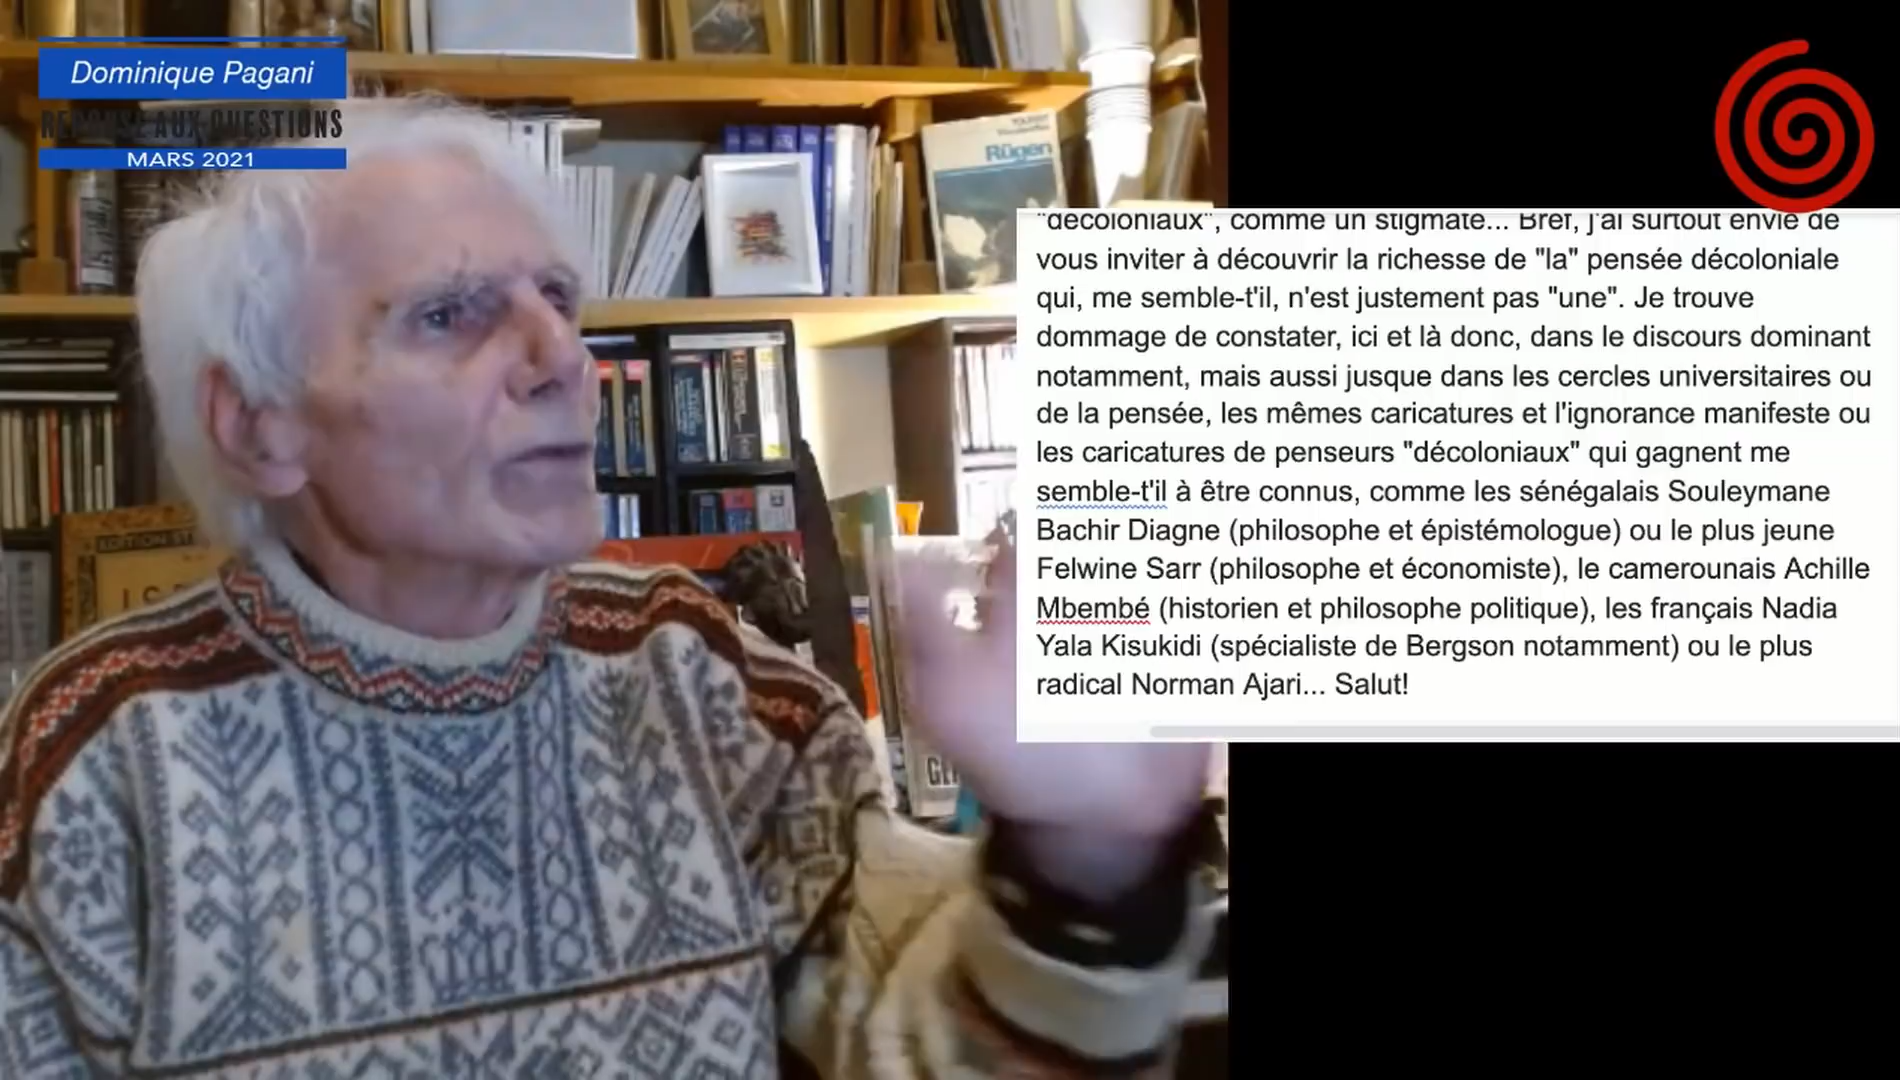 Dominique Pagani
REPONSE AUX QUESTIONS
MARS 2021
Rügen
EDITION
"décoloniaux", comme un stigmate... Bref, j'ai surtout envie de
vous inviter à découvrir la richesse de "la" pensée décoloniale
qui, me semble-t'il, n'est justement pas "une". Je trouve
dommage de constater, ici et là donc, dans le discours dominant
notamment, mais aussi jusque dans les cercles universitaires ou
de la pensée, les mêmes caricatures et l'ignorance manifeste ou
les caricatures de penseurs "décoloniaux" qui gagnent me
semble-t'il à être connus, comme les sénégalais Souleymane
Bachir Diagne (philosophe et épistémologue) ou le plus jeune
Felwine Sarr (philosophe et économiste), le camerounais Achille
Mbembé (historien et philosophe politique), les français Nadia
Yala Kisukidi (spécialiste de Bergson notamment) ou le plus
radical Norman Ajari... Salut!